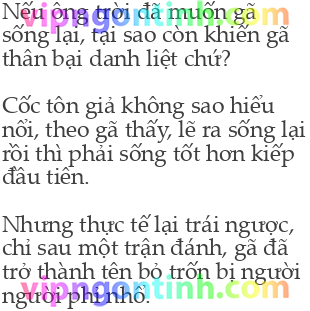 Nếu ông trời đã muốn gã
sống lại, tại sao còn khiến gã
thân bại danh liệt chứ?
Cốc tôn giả không sao hiểu
nổi, theo gã thấy, lẽ ra sống lại
rồi thì phải sống tốt hơn kiếp
đầu tiên.
Nhưng thực tế lại trái ngược,
chỉ sau một trận đánh, gã đã
trở thành tên bỏ trốn bị người
người phỉ nhổ.
vipngontinh.com
vipngontinh.com